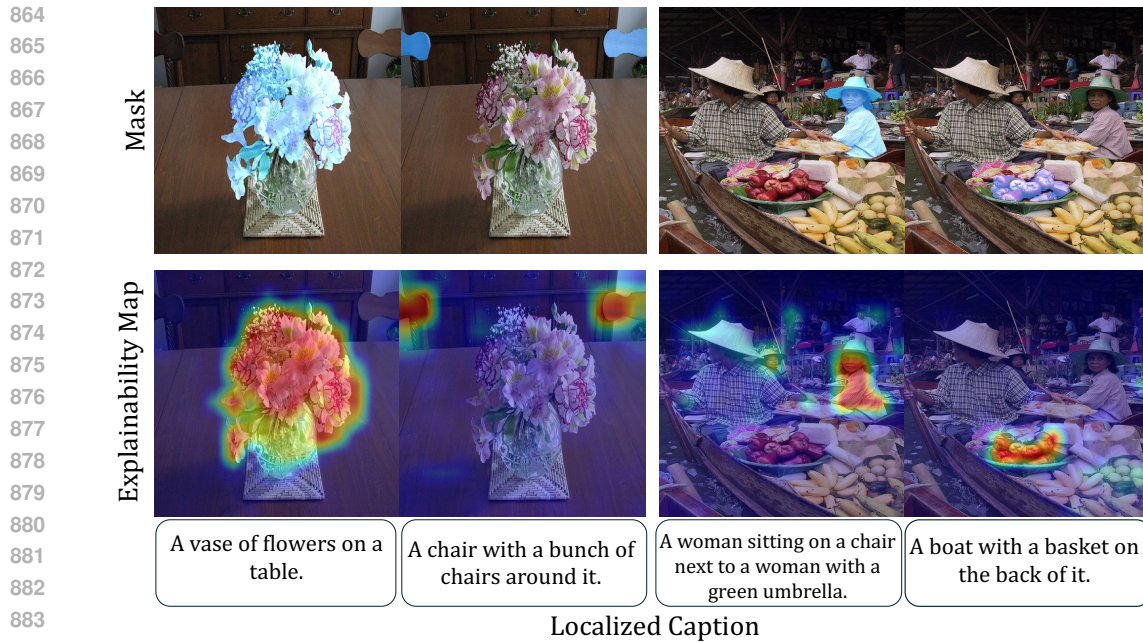 864
865
866
867
868
869
870
871
872
873
874
875
876
877
878
879
880
881
882
883
Mask
Explainability Map
A vase of flowers on a
table.
A chair with a bunch of
chairs around it.
A woman sitting on a chair
next to a woman with a
green umbrella.
A boat with a basket on
the back of it.
Localized Caption